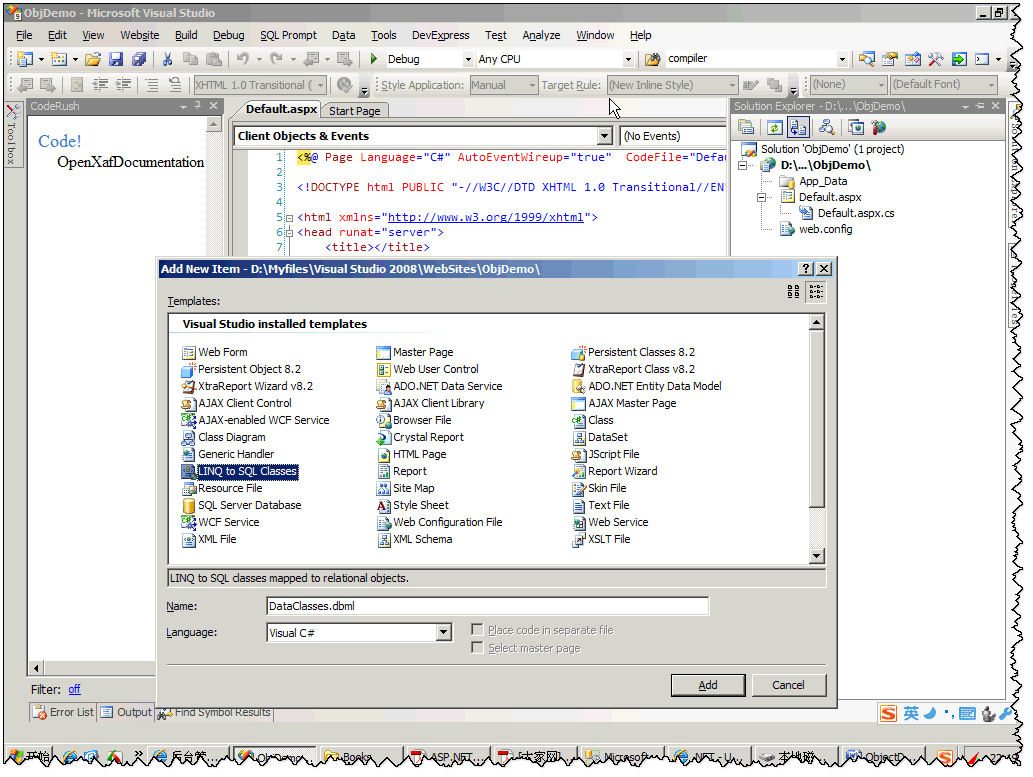 ObjDemo - Microsoft Visual Studio
File Edit View Website Build Debug SQL Prompt Data Tools DevExpress Test Analyze Window Help
Debug Any CPU compiler
XHTML 1.0 Transitional ( Style Application: Manual Target Rule: (New Inline Style) (None) (Default Font)
Toolbox
CodeRush
Code!
OpenXafDocumentation
Filter: off
Default.aspx Start Page
Client Objects & Events (No Events)
1 <%@ Page Language="C#" AutoEventWireup="true" CodeFile="Defau
2
3 <!DOCTYPE html PUBLIC "-//W3C//DTD XHTML 1.0 Transitional//EN
4
5 <html xmlns="http://www.w3.org/1999/xhtml">
6 <head runat="server">
7 <title></title>
Solution Explorer - D:\...\ObjDemo\
Solution 'ObjDemo' (1 project)
D:\...\ObjDemo\
App_Data
Default.aspx
Default.aspx.cs
web.config
Add New Item - D:\Myfiles\Visual Studio 2008\WebSites\ObjDemo\
Templates:
Visual Studio installed templates
Web Form Master Page Persistent Classes 8.2
Persistent Object 8.2 Web User Control XtraReport Class v8.2
XtraReport Wizard v8.2 ADO.NET Data Service ADO.NET Entity Data Model
AJAX Client Control AJAX Client Library AJAX Master Page
AJAX-enabled WCF Service Browser File Class
Class Diagram Crystal Report DataSet
Generic Handler HTML Page JScript File
LINQ to SQL Classes Report Report Wizard
Resource File Site Map Skin File
SQL Server Database Style Sheet Text File
WCF Service Web Configuration File Web Service
XML File XML Schema XSLT File
LINQ to SQL classes mapped to relational objects.
Name: DataClasses.dbml
Language: Visual C#
Place code in separate file
Select master page
Add Cancel
Error List Output Find Symbol Results
英
开始 后台管... ObjDemo Books ASP.NET... Microsoft .NET - U... 本地磁... ObjectD...